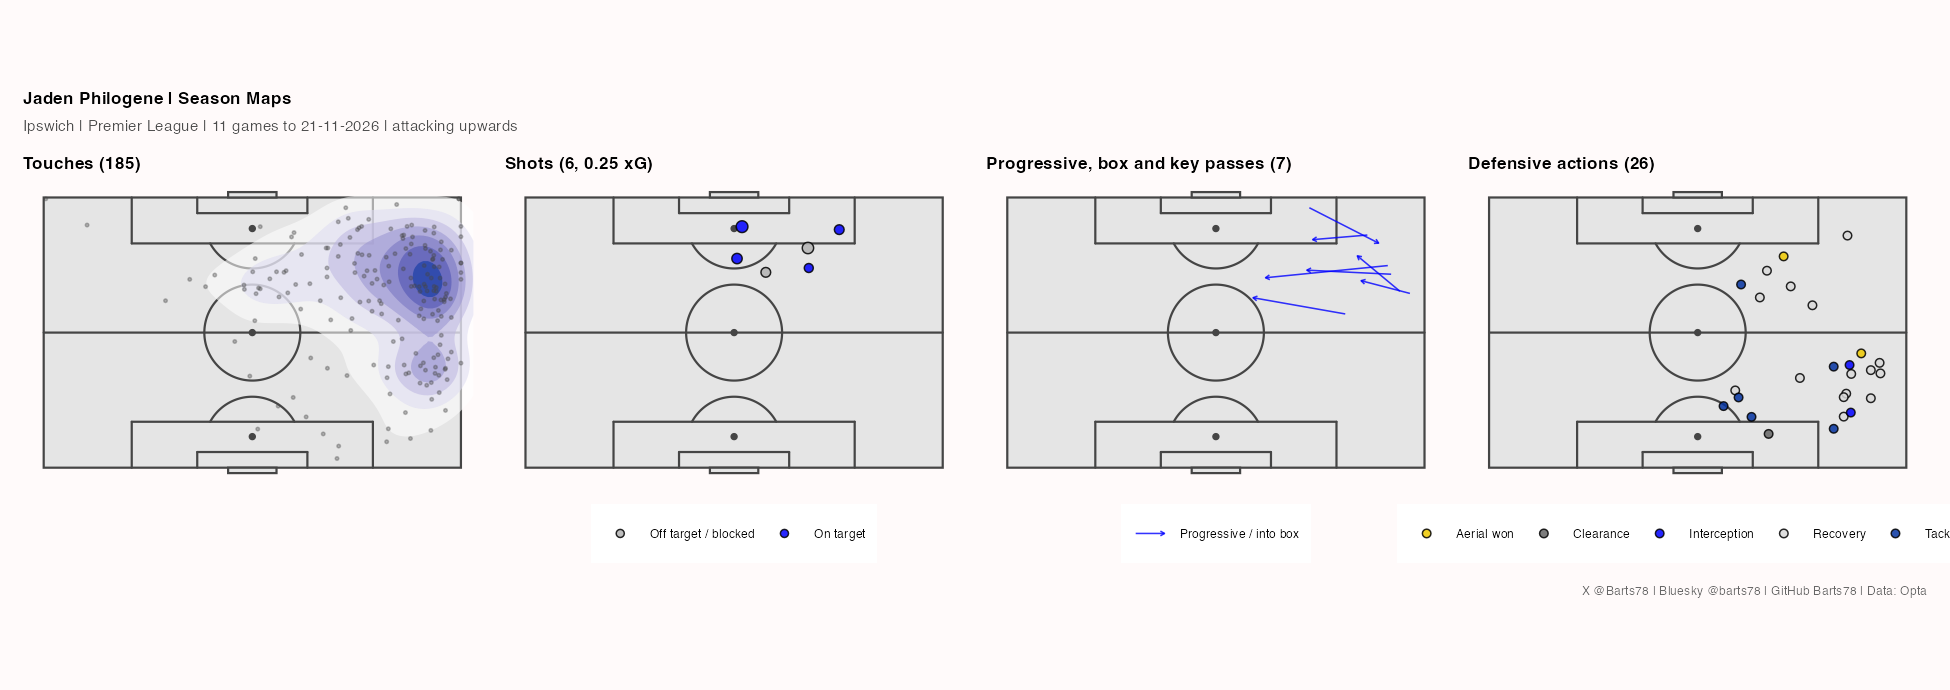 Jaden Philogene | Season Maps
Ipswich | Premier League | 11 games to 21-11-2026 | attacking upwards
Touches (185)
Shots (6, 0.25 xG)
Progressive, box and key passes (7)
Defensive actions (26)
Off target / blocked
On target
Progressive / into box
Aerial won
Clearance
Interception
Recovery
Tack
X @Barts78 | Bluesky @barts78 | GitHub Barts78 | Data: Opta